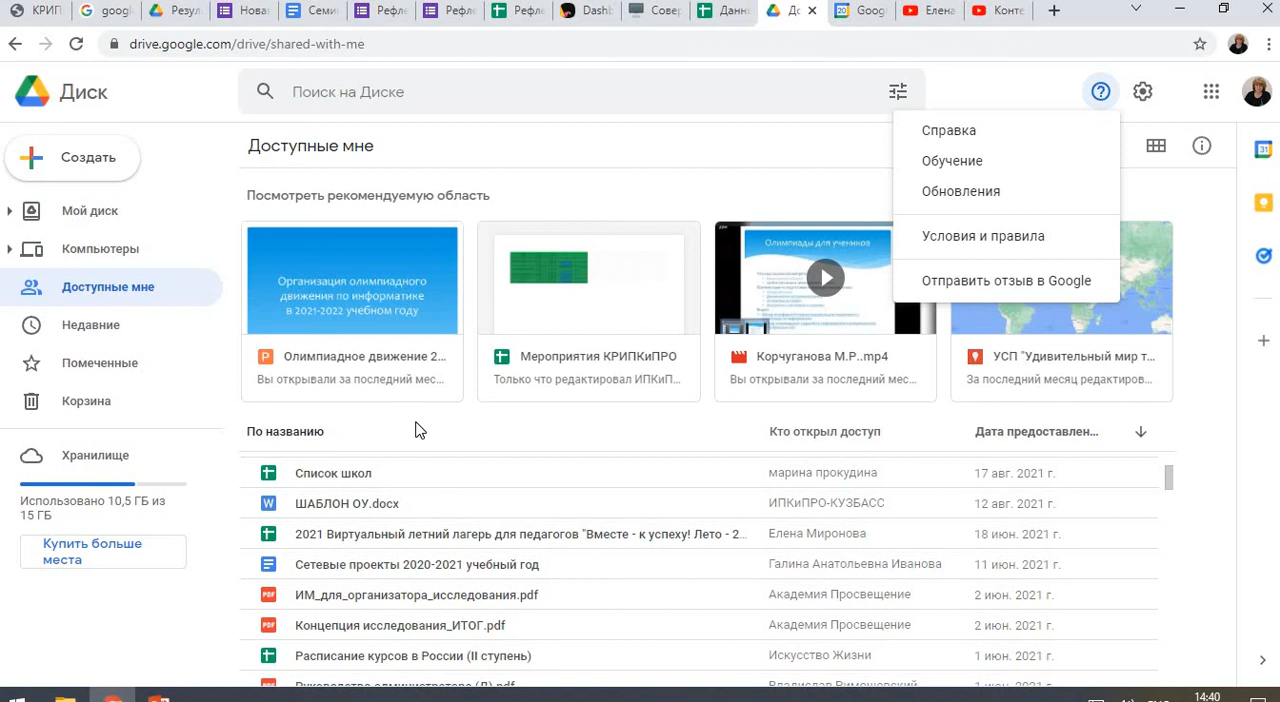 КРИП
googl
Резул
Нова
Семи
Рефле
Рефле
Рефле
Dashb
Совер
Данн
До
Goog
Елена
Конте
drive.google.com/drive/shared-with-me
Диск
Поиск на Диске
Создать
Мой диск
Компьютеры
Доступные мне
Недавние
Помеченные
Корзина
Хранилище
Использовано 10,5 ГБ из
15 ГБ
Купить больше
места
Доступные мне
Посмотреть рекомендуемую область
Справка
Обучение
Обновления
Условия и правила
Отправить отзыв в Google
Организация олимпиадного
движения по информатике
в 2021-2022 учебном году
Олимпиадное движение 2...
Вы открывали за последний мес...
Мероприятия КРИПКиПРО
Только что редактировал ИПКиП...
Олимпиады для учеников
Корчуганова М.Р..mp4
Вы открывали за последний мес...
УСП "Удивительный мир т...
За последний месяц редактиров...
По названию Кто открыл доступ Дата предоставлен...
Список школ марина прокудина 17 авг. 2021 г.
ШАБЛОН ОУ.docx ИПКиПРО-КУЗБАСС 12 авг. 2021 г.
2021 Виртуальный летний лагерь для педагогов "Вместе - к успеху! Лето - 2... Елена Миронова 18 июн. 2021 г.
Сетевые проекты 2020-2021 учебный год Галина Анатольевна Иванова 11 июн. 2021 г.
ИМ_для_организатора_исследования.pdf Академия Просвещение 2 июн. 2021 г.
Концепция исследования_ИТОГ.pdf Академия Просвещение 2 июн. 2021 г.
Расписание курсов в России (II ступень) Искусство Жизни 1 июн. 2021 г.
31
14:40